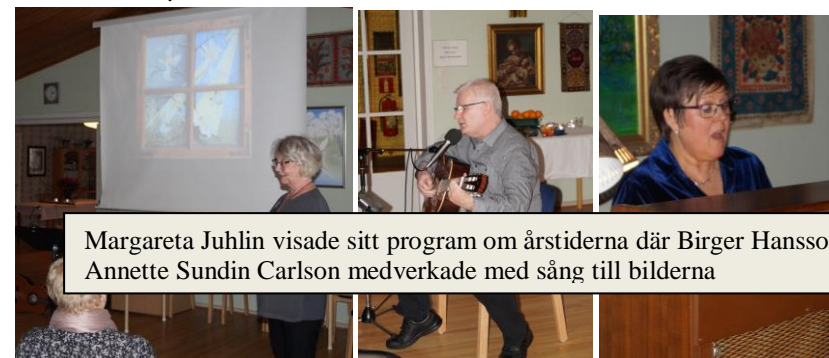 Margareta Juhlin visade sitt program om årstiderna där Birger Hansso
Annette Sundin Carlson medverkade med sång till bilderna